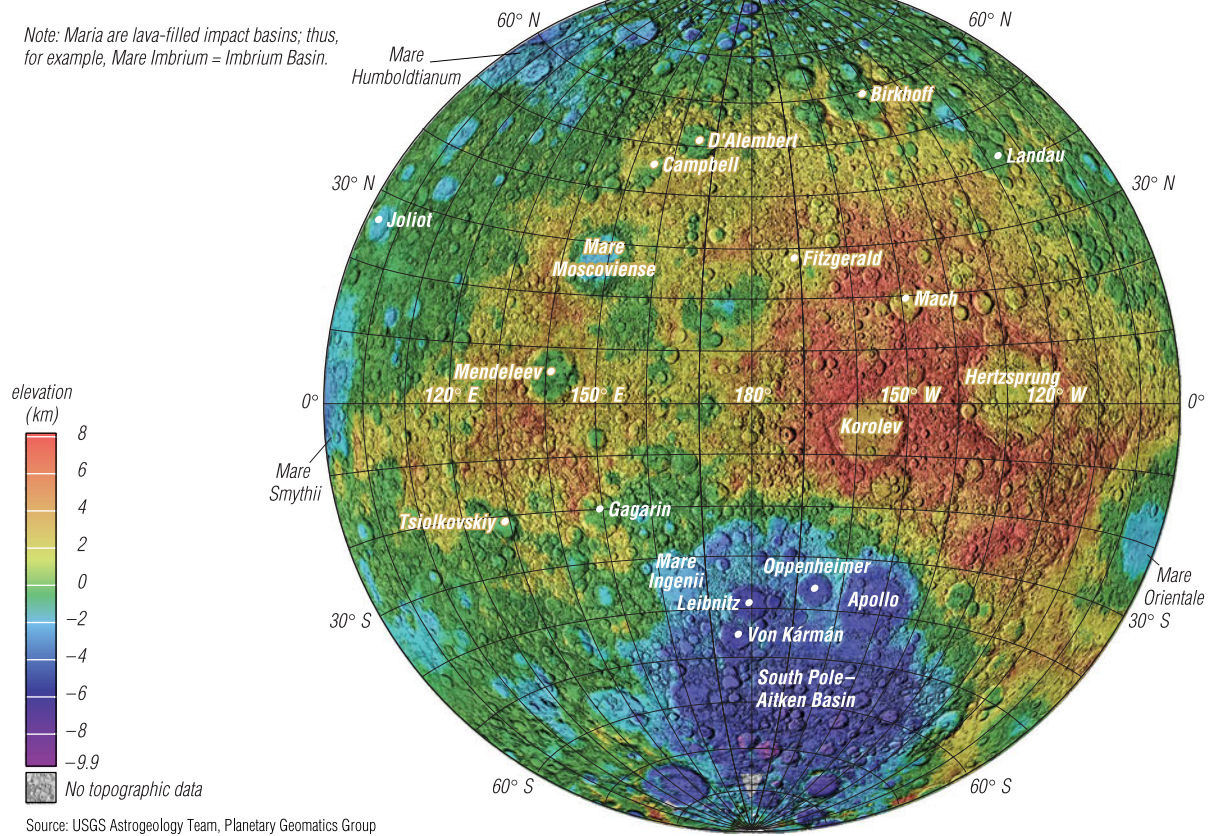 Note: Maria are lava-filled impact basins; thus,
for example, Mare Imbrium = Imbrium Basin.
60° N
60° N
Mare
Humboldtianum
Birkhoff
D'Alembert
Campbell
Landau
30° N
30° N
Joliot
Mare
Moscoviense
Fitzgerald
Mach
Mendeleev
Hertzsprung
120° E
150° E
180°
150° W
120° W
0°
0°
Korolev
Mare
Smythii
Gagarin
Tsiolkovskiy
Mare
Ingenii
Oppenheimer
Leibnitz
Apollo
Mare
Orientale
30° S
30° S
Von Kármán
South Pole–
Aitken Basin
60° S
60° S
elevation
(km)
8
6
4
2
0
−2
−4
−6
−8
−9.9
No topographic data
Source: USGS Astrogeology Team, Planetary Geomatics Group